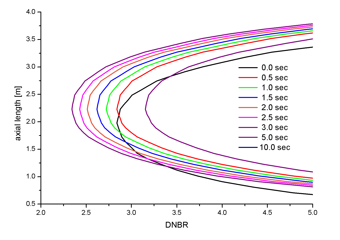 4.0
3.5
3.0
2.5
2.0
1.5
1.0
0.5
axial length [m]
0.0 sec
0.5 sec
1.0 sec
1.5 sec
2.0 sec
2.5 sec
3.0 sec
5.0 sec
10.0 sec
2.0 2.5 3.0 3.5 4.0 4.5 5.0
DNBR